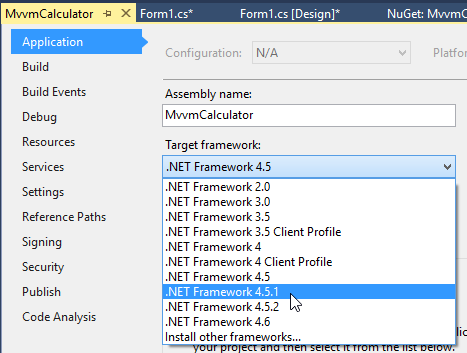 MvvmCalculator
Form1.cs*
Form1.cs [Design]*
NuGet: MvvmC
Application
Build
Build Events
Debug
Resources
Services
Settings
Reference Paths
Signing
Security
Publish
Code Analysis
Configuration:
N/A
Platfo
Assembly name:
MvvmCalculator
Target framework:
.NET Framework 4.5
.NET Framework 2.0
.NET Framework 3.0
.NET Framework 3.5
.NET Framework 3.5 Client Profile
.NET Framework 4
.NET Framework 4 Client Profile
.NET Framework 4.5
.NET Framework 4.5.1
.NET Framework 4.5.2
.NET Framework 4.6
Install other frameworks...
your project and then select it from the list below.